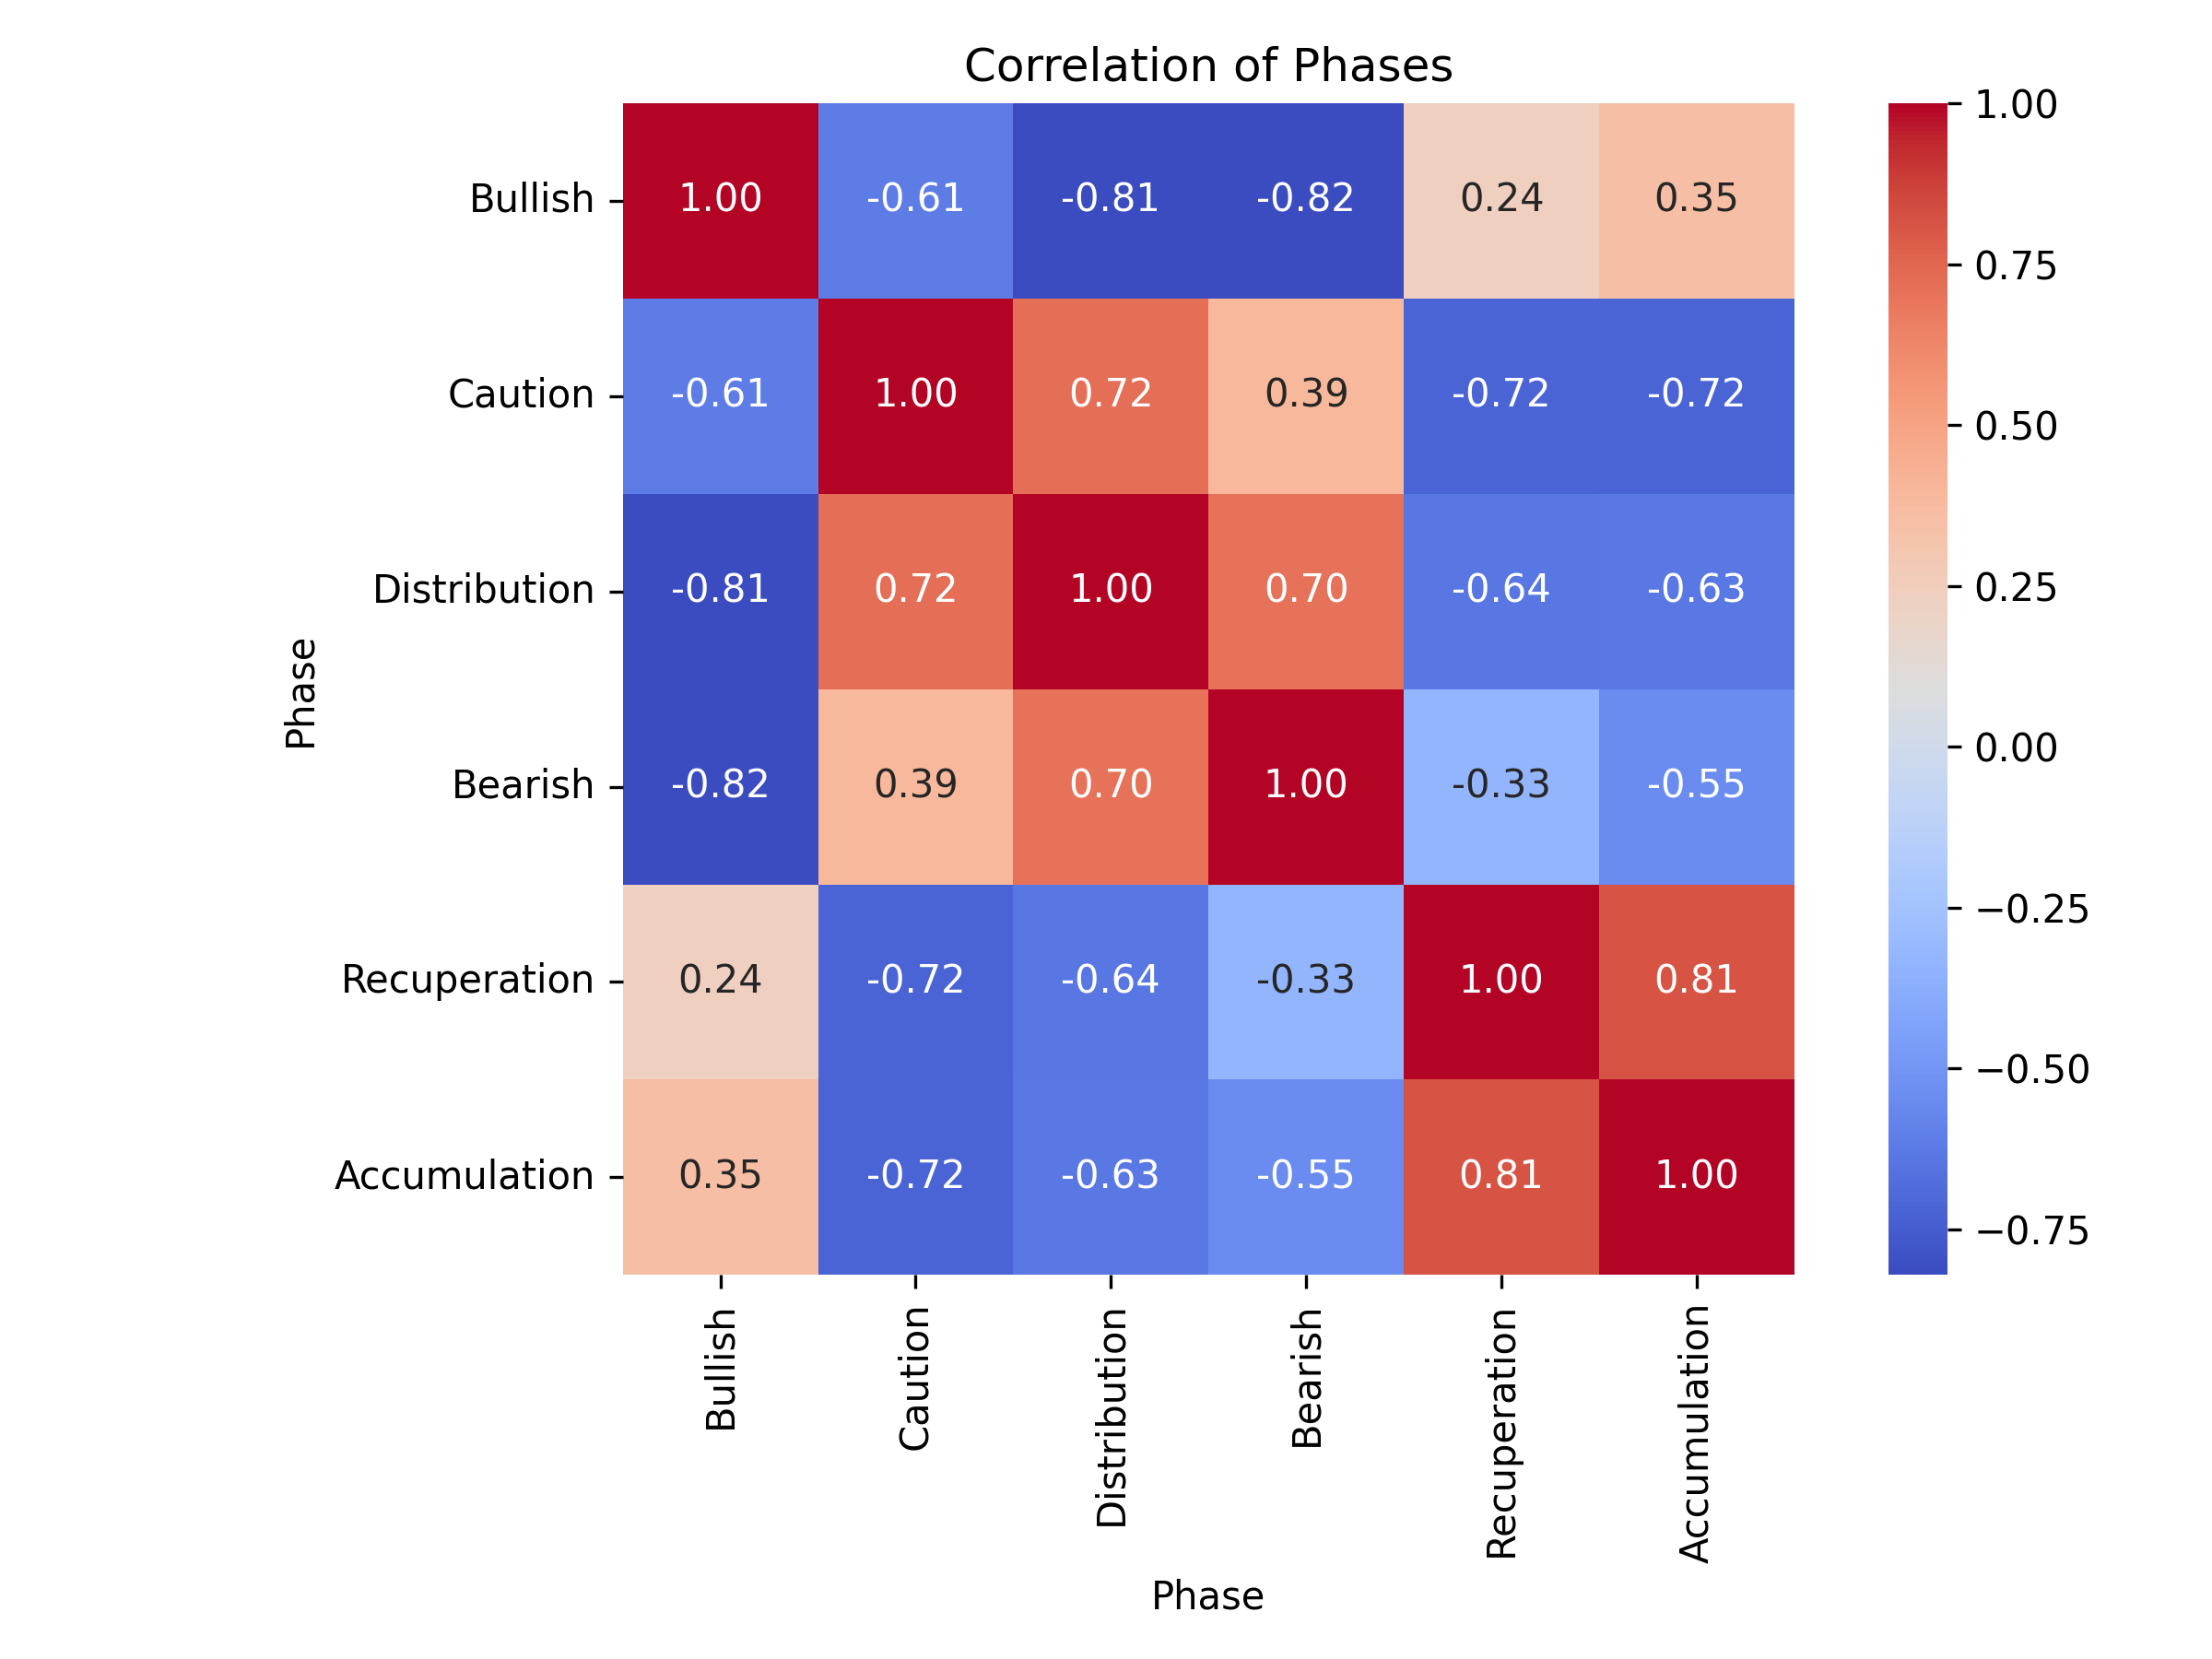 Correlation of Phases
Bullish 1.00 -0.61 -0.81 -0.82 0.24 0.35
Caution -0.61 1.00 0.72 0.39 -0.72 -0.72
Distribution -0.81 0.72 1.00 0.70 -0.64 -0.63
Bearish -0.82 0.39 0.70 1.00 -0.33 -0.55
Recuperation 0.24 -0.72 -0.64 -0.33 1.00 0.81
Accumulation 0.35 -0.72 -0.63 -0.55 0.81 1.00
Phase
Bullish
Caution
Distribution
Bearish
Recuperation
Accumulation
Phase
1.00
0.75
0.50
0.25
0.00
−0.25
−0.50
−0.75